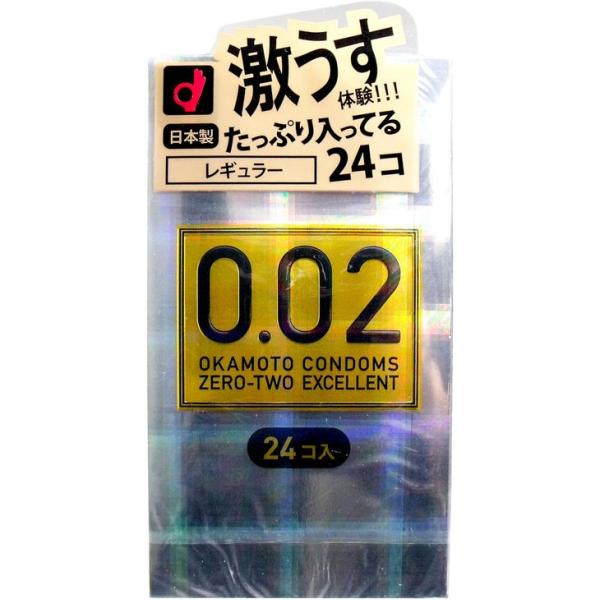 激うす
体験!!!
日本製
たっぷり入ってる
レギュラー
24コ
0.02
OKAMOTO CONDOMS
ZERO-TWO EXCELLENT
24コ入